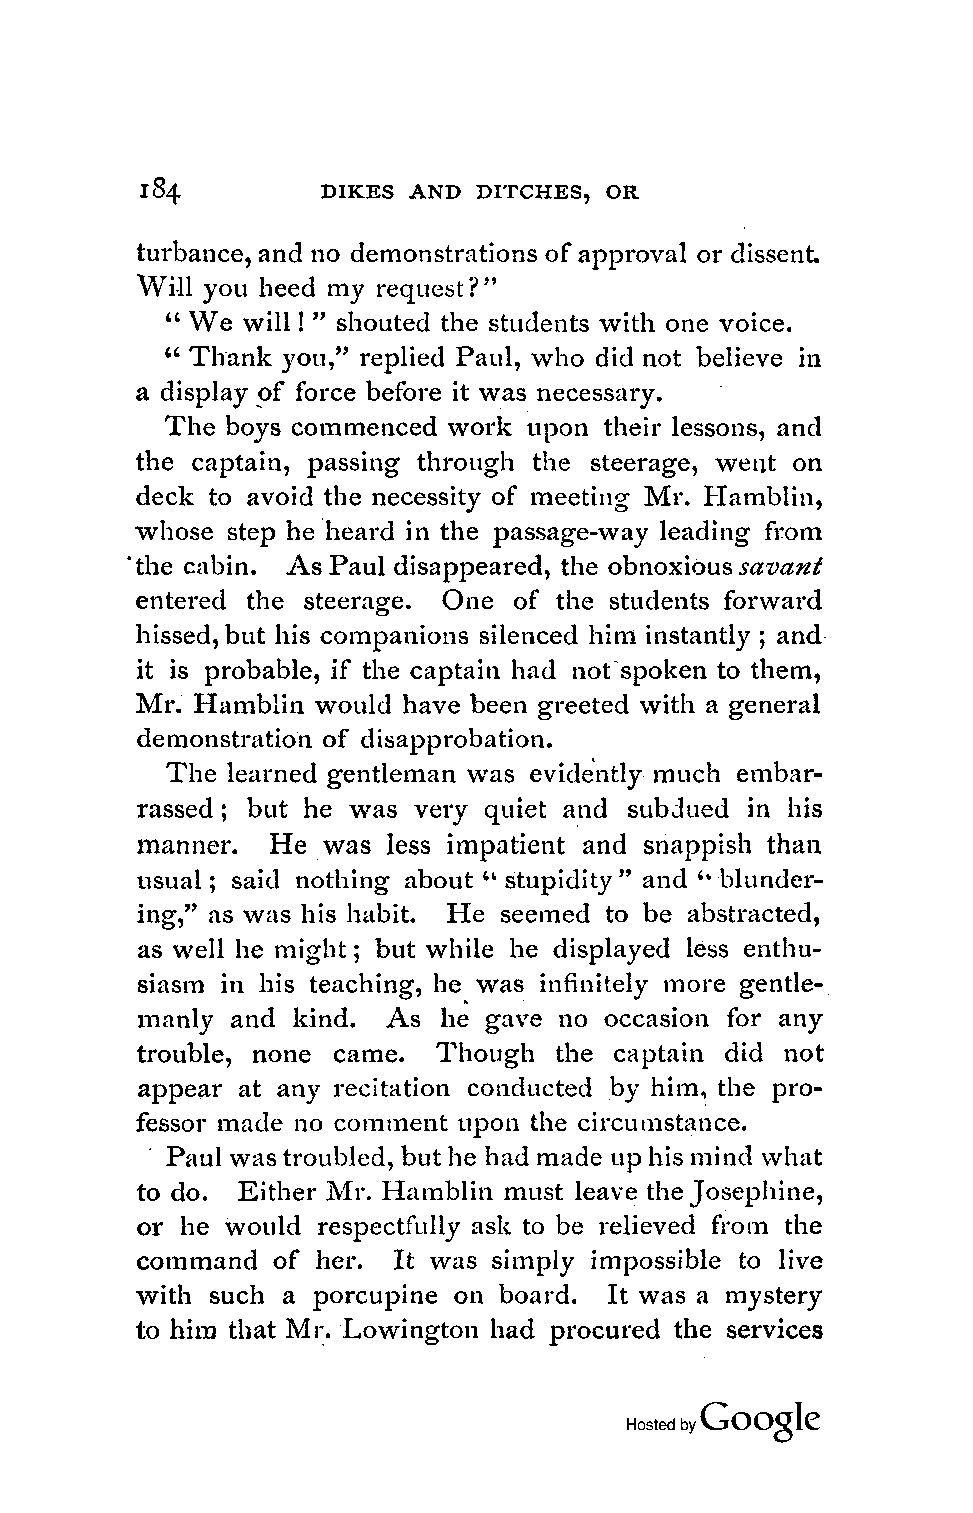 184 DIKES AND DITCHES, OR
turbance, and no demonstrations of approval or dissent.
Will you heed my request?"
" We will! " shouted the students with one voice.
" Thank you," replied Paul, who did not believe in
a display of force before it was necessary.
The boys commenced work upon their lessons, and
the captain, passing through the steerage, went on
deck to avoid the necessity of meeting Mr. Hamblin,
whose step he heard in the passage-way leading from
the cabin. As Paul disappeared, the obnoxious savant
entered the steerage. One of the students forward
hissed, but his companions silenced him instantly ; and
it is probable, if the captain had not spoken to them,
Mr. Hamblin would have been greeted with a general
demonstration of disapprobation.
The learned gentleman was evidently much embar-
rassed ; but he was very quiet and subdued in his
manner. He was less impatient and snappish than
usual ; said nothing about " stupidity " and " blunder-
ing," as was his habit. He seemed to be abstracted,
as well he might ; but while he displayed less enthu-
siasm in his teaching, he was infinitely more gentle-
manly and kind. As he gave no occasion for any
trouble, none came. Though the captain did not
appear at any recitation conducted by him, the pro-
fessor made no comment upon the circumstance.
Paul was troubled, but he had made up his mind what
to do. Either Mr. Hamblin must leave the Josephine,
or he would respectfully ask to be relieved from the
command of her. It was simply impossible to live
with such a porcupine on board. It was a mystery
to him that Mr. Lowington had procured the services
Hosted by Google